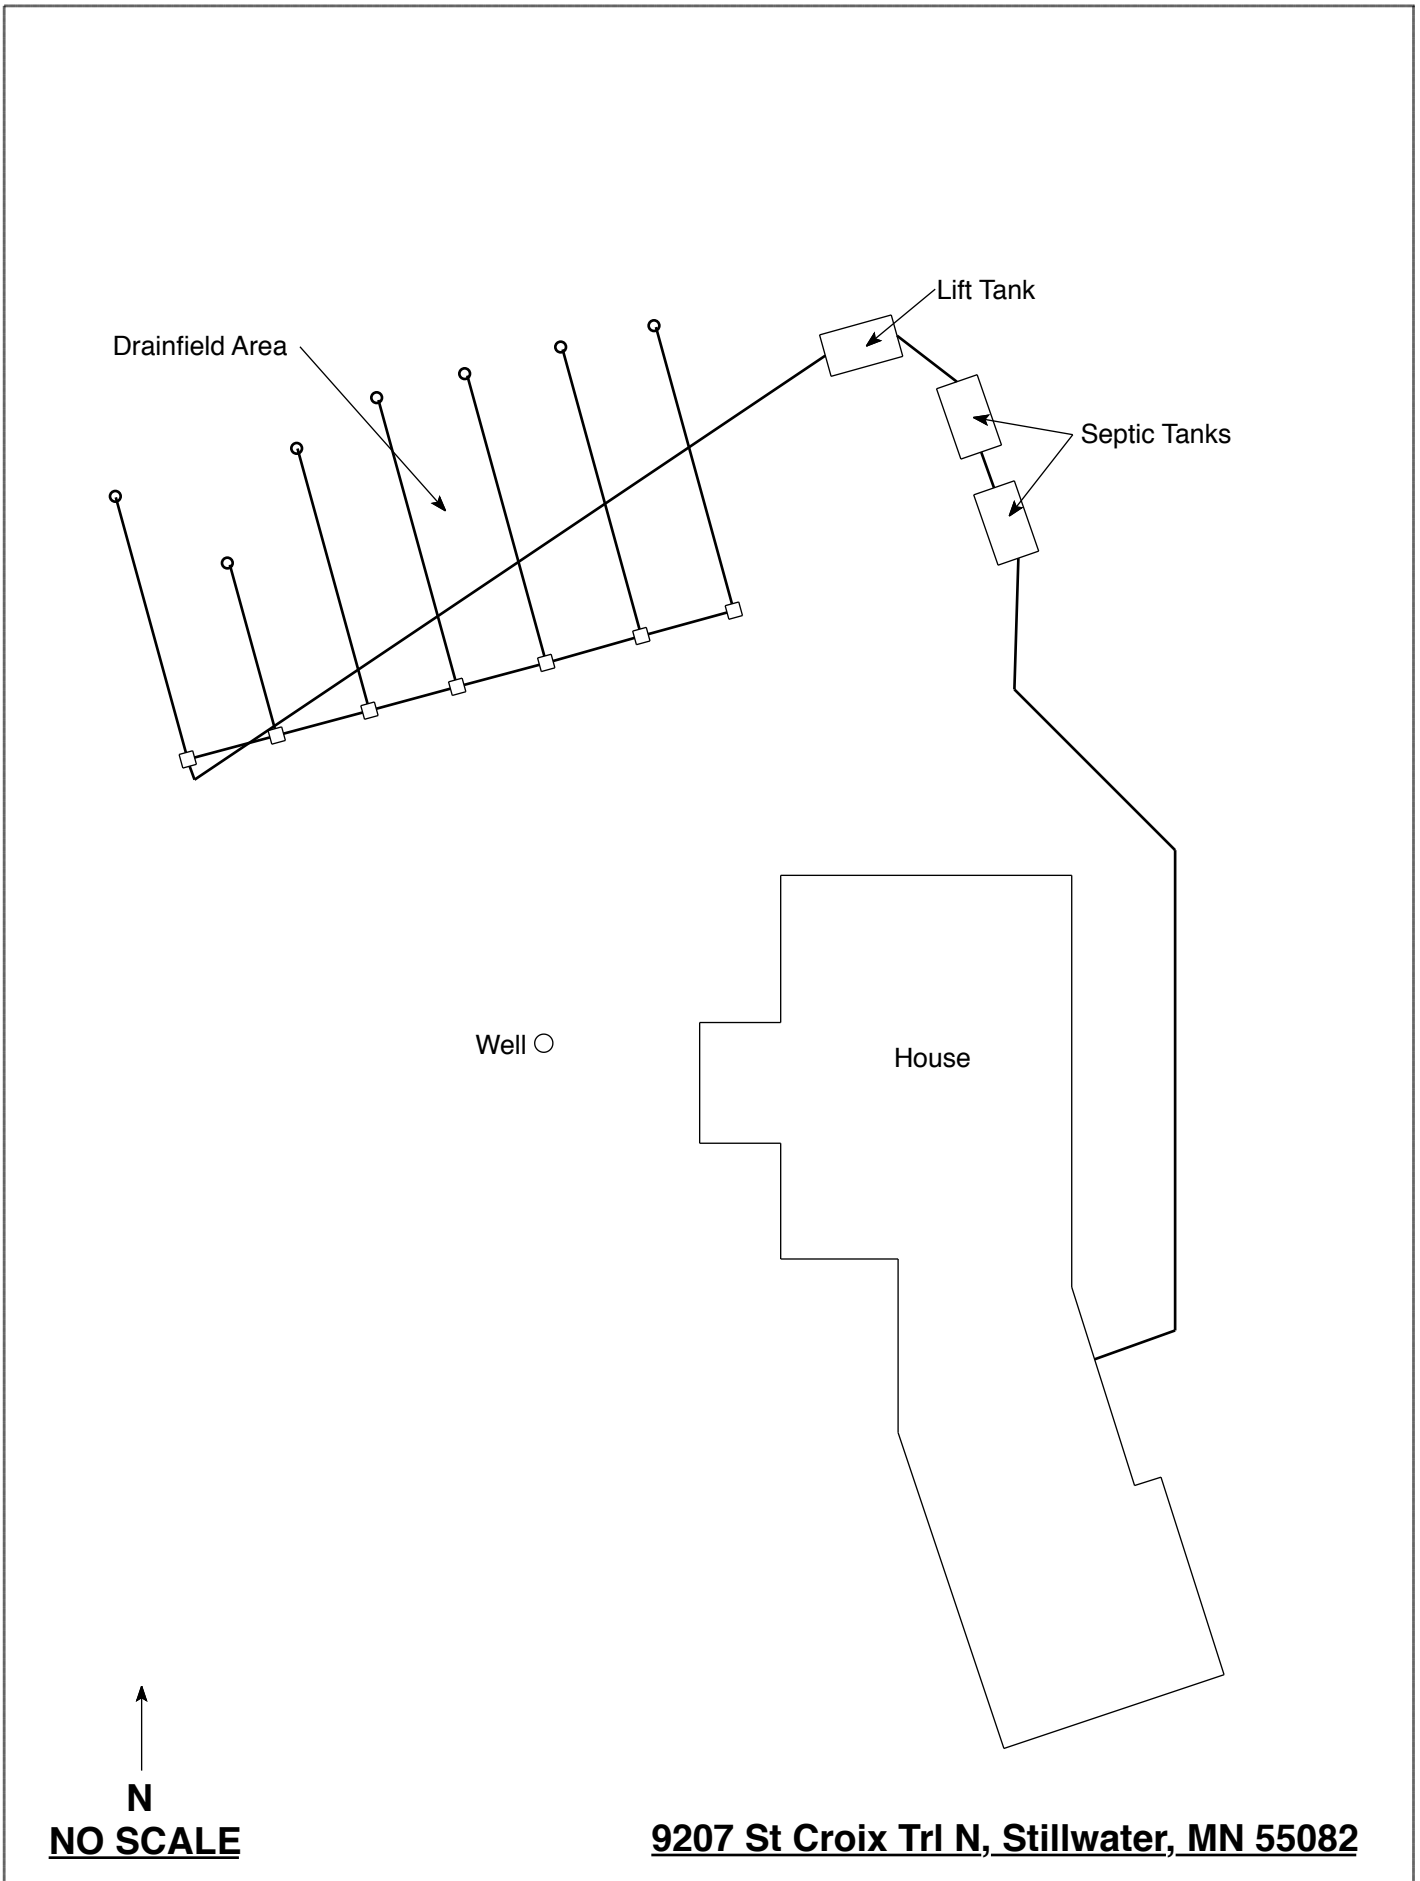 Lift Tank
Drainfield Area
Septic Tanks
Well
House
N
NO SCALE
9207 St Croix Trl N, Stillwater, MN 55082